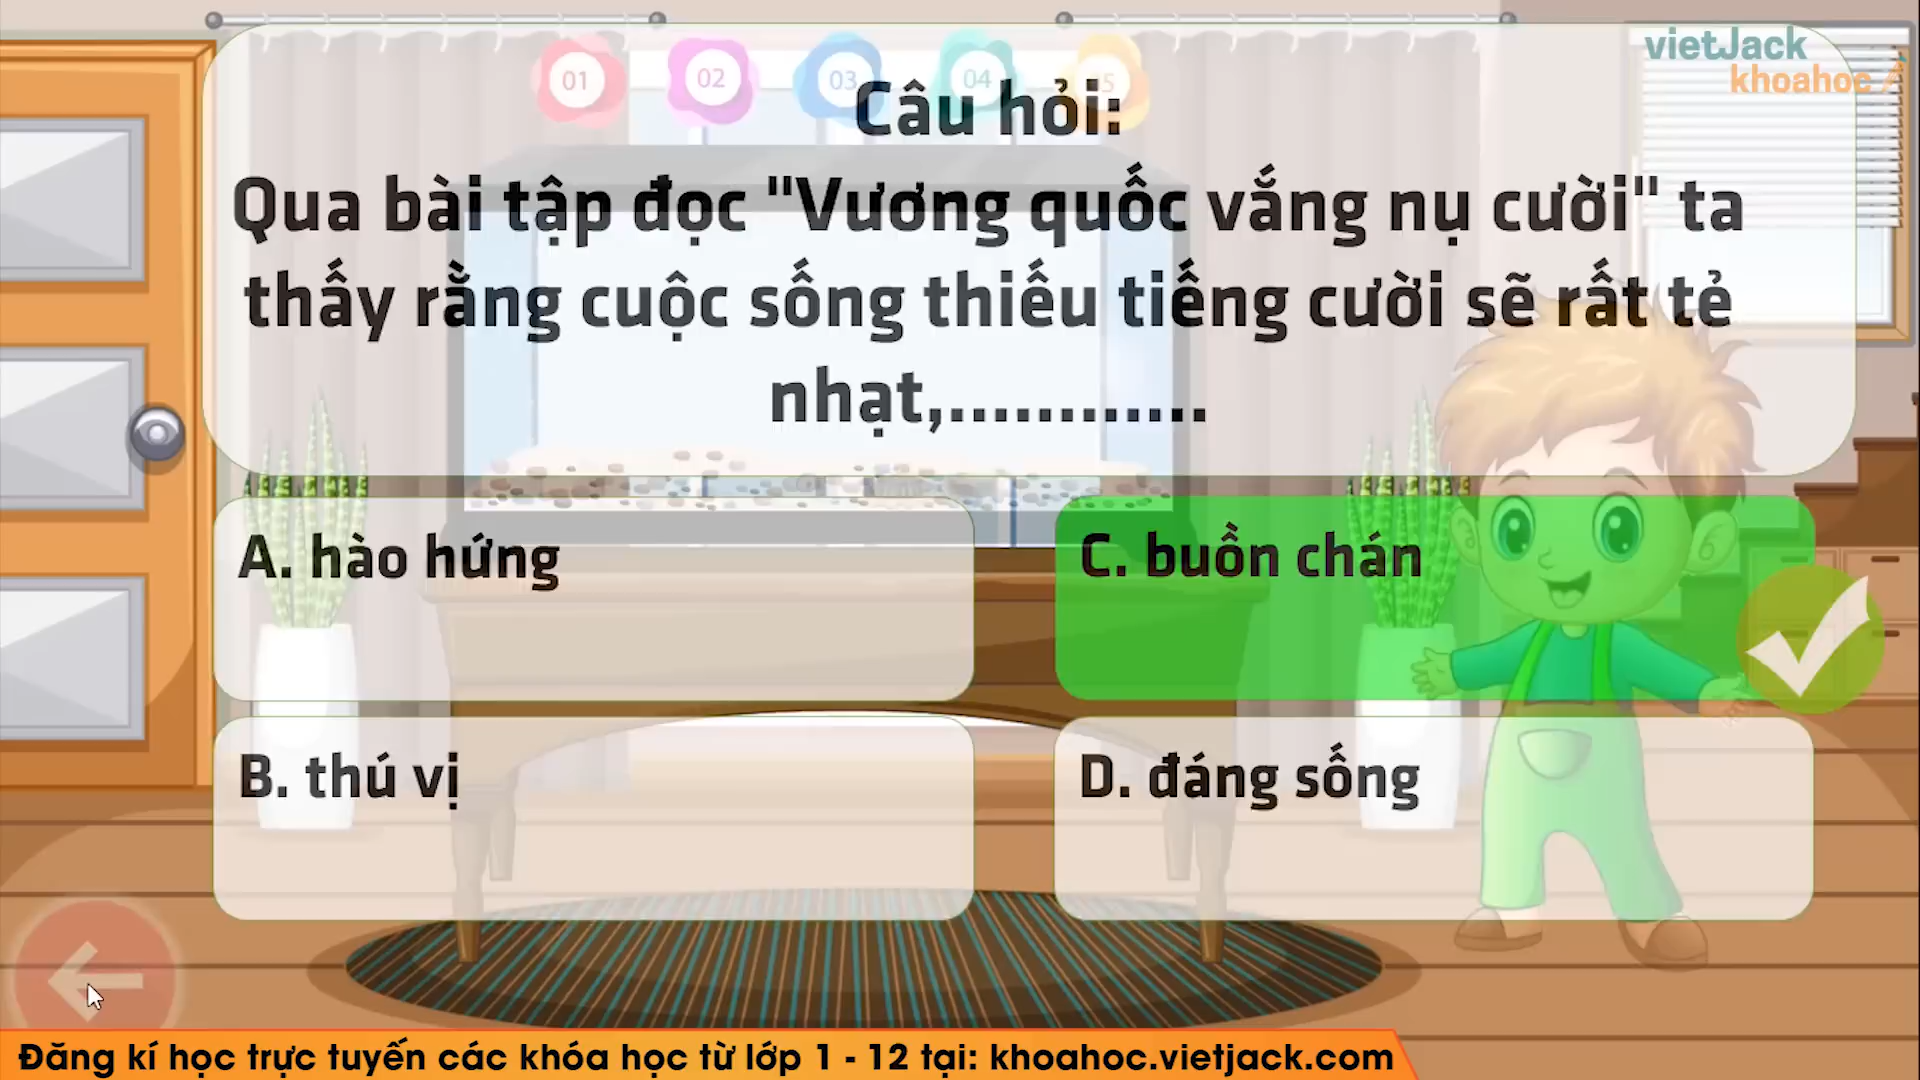 01
02
03
04
5
vietJack
khoahoc
Câu hỏi:
Qua bài tập đọc "Vương quốc vắng nụ cười" ta
thấy rằng cuộc sống thiếu tiếng cười sẽ rất tẻ
nhạt,............
A. hào hứng
C. buồn chán
B. thú vị
D. đáng sống
Đăng kí học trực tuyến các khóa học từ lớp 1 - 12 tại: khoahoc.vietjack.com